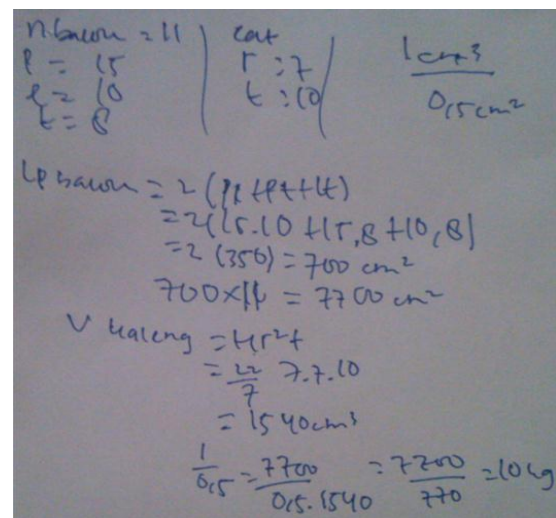 n. balon = 11
p = 15
l = 10
t = 8
cat
r : 7
t : 10
1 cm³
0,5 cm²
Lp balon = 2 (pl + pt + lt)
= 2 (15.10 + 15,8 + 10,8)
= 2 (350) = 700 cm²
700 × 11 = 7700 cm²
V kaleng = πr²t
= 22/7 7.7.10
= 1540 cm³
1/0,5 = 7700/0,5.1540 = 7700/770 = 10 kg